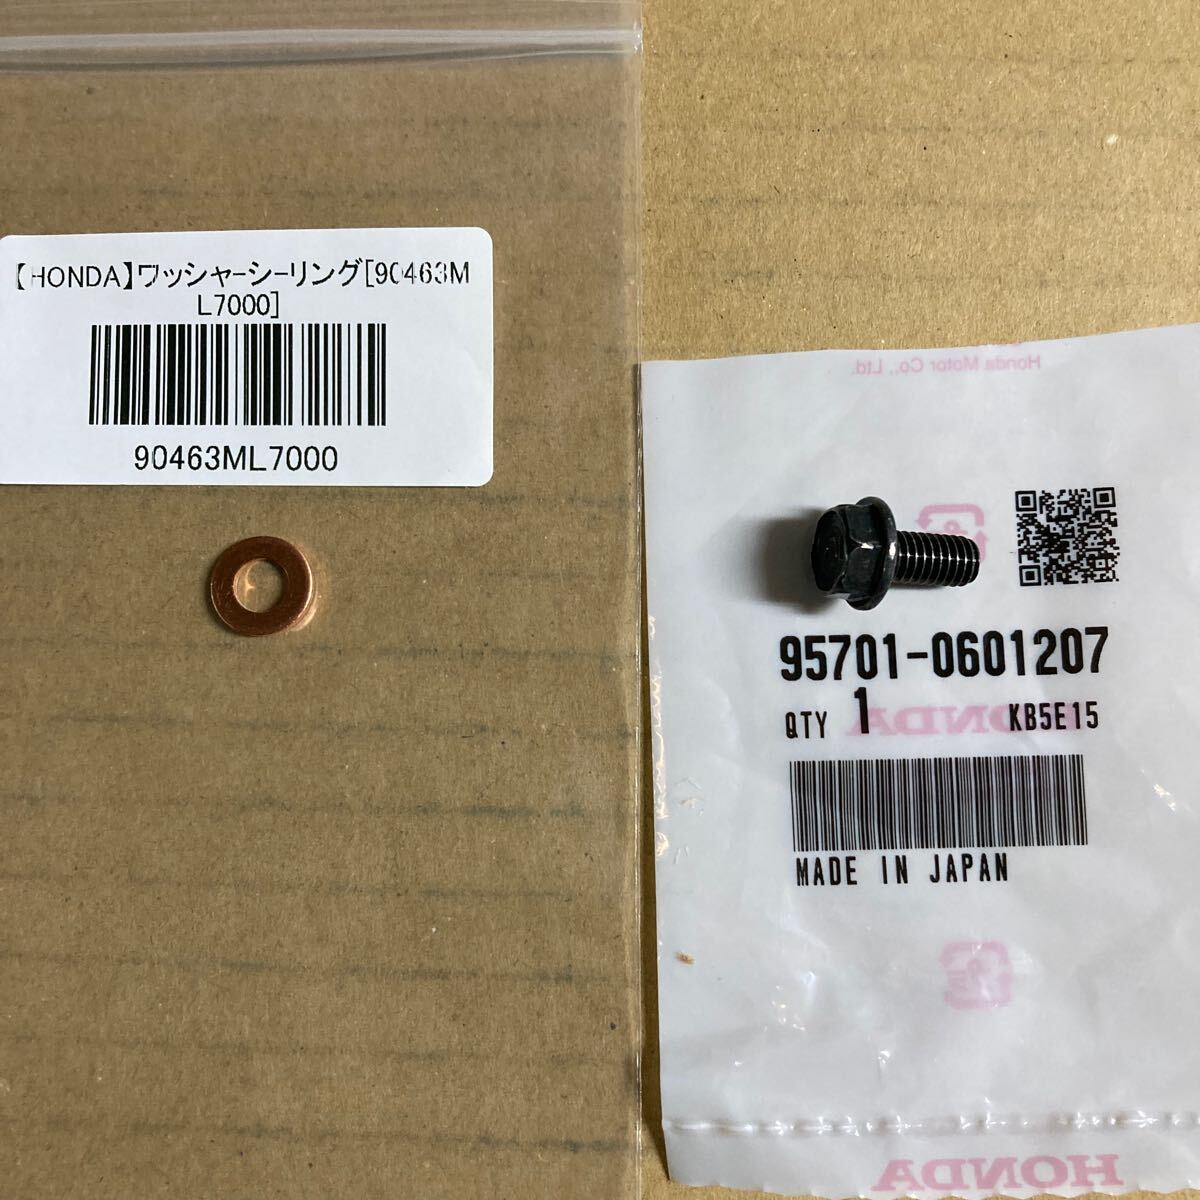 【HONDA】ワッシャーシーリング[90463M
L7000]
90463ML7000
Honda Motor Co., Ltd.
95701-0601207
QTY 1 KB5E15
HONDA
MADE IN JAPAN
HONDA